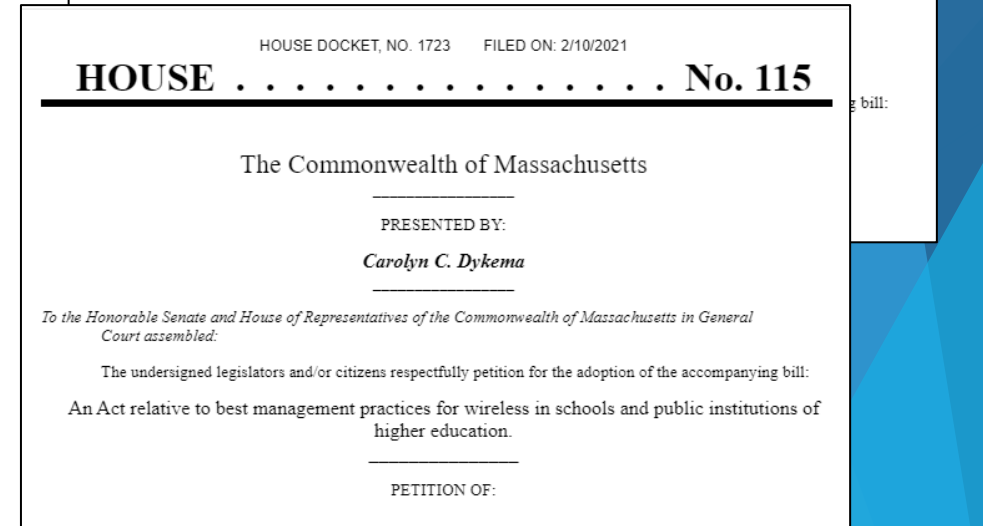 HOUSE DOCKET, NO. 1723 FILED ON: 2/10/2021
HOUSE . . . . . . . . . . . . . . . No. 115
bill:
The Commonwealth of Massachusetts
_________________
PRESENTED BY:
Carolyn C. Dykema
_________________
To the Honorable Senate and House of Representatives of the Commonwealth of Massachusetts in General
Court assembled:
The undersigned legislators and/or citizens respectfully petition for the adoption of the accompanying bill:
An Act relative to best management practices for wireless in schools and public institutions of
higher education.
_______________
PETITION OF: